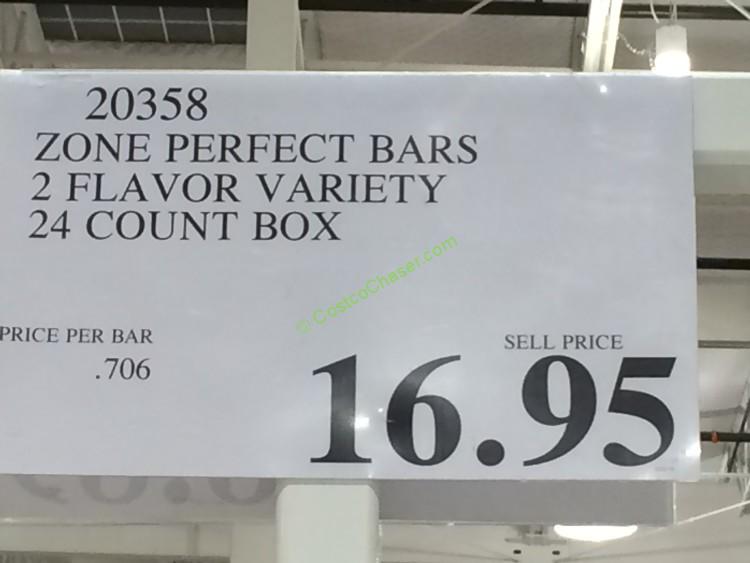 20358
ZONE PERFECT BARS
2 FLAVOR VARIETY
24 COUNT BOX
© CostcoChaser.com
PRICE PER BAR
.706
SELL PRICE
16.95